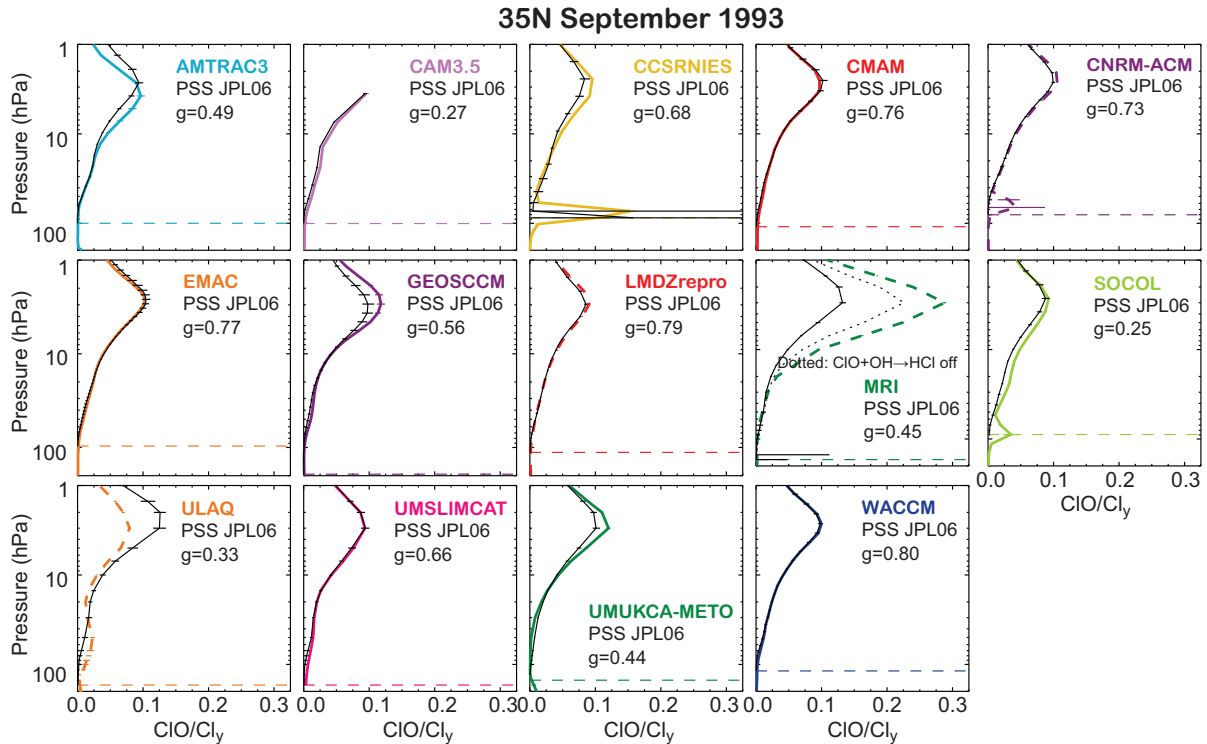 35N September 1993
Pressure (hPa)
1
10
100
AMTRAC3
PSS JPL06
g=0.49
CAM3.5
PSS JPL06
g=0.27
CCSRNIES
PSS JPL06
g=0.68
CMAM
PSS JPL06
g=0.76
CNRM-ACM
PSS JPL06
g=0.73
Pressure (hPa)
1
10
100
EMAC
PSS JPL06
g=0.77
GEOSCCM
PSS JPL06
g=0.56
LMDZrepro
PSS JPL06
g=0.79
Dotted: ClO+OH→HCl off
MRI
PSS JPL06
g=0.45
SOCOL
PSS JPL06
g=0.25
0.0 0.1 0.2 0.3
ClO/Cly
Pressure (hPa)
1
10
100
ULAQ
PSS JPL06
g=0.33
UMSLIMCAT
PSS JPL06
g=0.66
UMUKCA-METO
PSS JPL06
g=0.44
WACCM
PSS JPL06
g=0.80
0.0 0.1 0.2 0.3
ClO/Cly
0.0 0.1 0.2 0.3
ClO/Cly
0.0 0.1 0.2 0.3
ClO/Cly
0.0 0.1 0.2 0.3
ClO/Cly